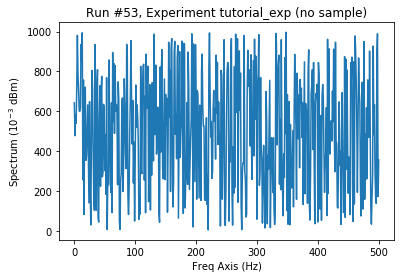 Run #53, Experiment tutorial_exp (no sample)
Spectrum (10⁻³ dBm)
1000
800
600
400
200
0
0 100 200 300 400 500
Freq Axis (Hz)